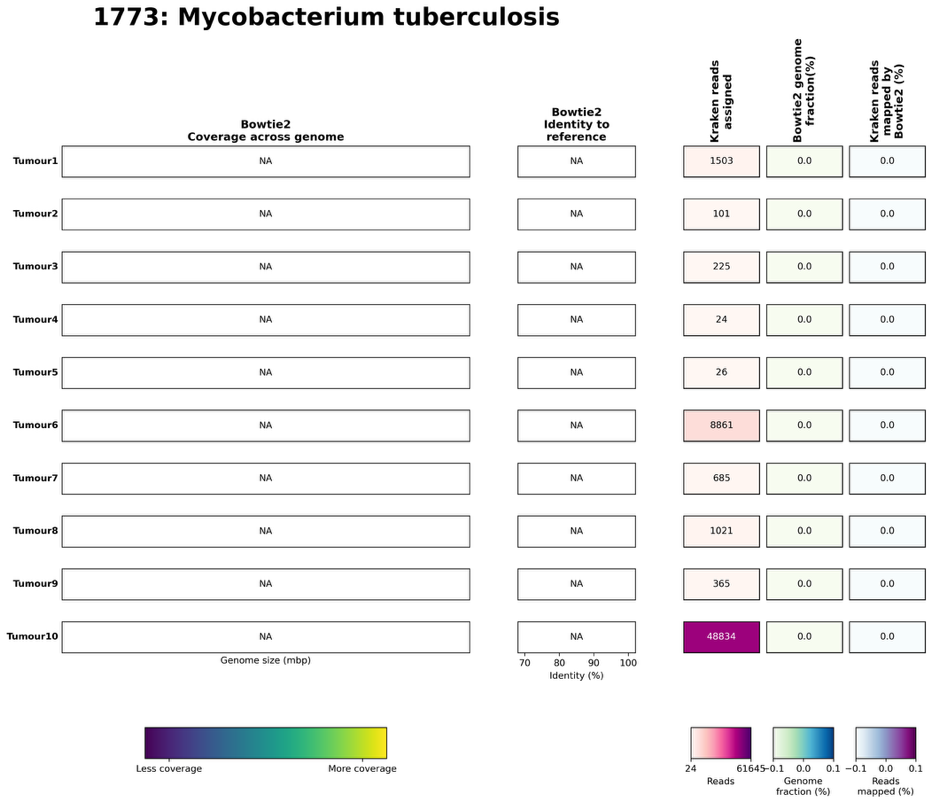 1773: Mycobacterium tuberculosis
Bowtie2
Coverage across genome
Bowtie2
Identity to
reference
Kraken reads
assigned
Bowtie2 genome
fraction(%)
Kraken reads
mapped by
Bowtie2 (%)
Tumour1 NA NA 1503 0.0 0.0
Tumour2 NA NA 101 0.0 0.0
Tumour3 NA NA 225 0.0 0.0
Tumour4 NA NA 24 0.0 0.0
Tumour5 NA NA 26 0.0 0.0
Tumour6 NA NA 8861 0.0 0.0
Tumour7 NA NA 685 0.0 0.0
Tumour8 NA NA 1021 0.0 0.0
Tumour9 NA NA 365 0.0 0.0
Tumour10 NA NA 48834 0.0 0.0
Genome size (mbp)
70 80 90 100
Identity (%)
Less coverage More coverage
24 61645
Reads
−0.1 0.0 0.1
Genome
fraction (%)
−0.1 0.0 0.1
Reads
mapped (%)